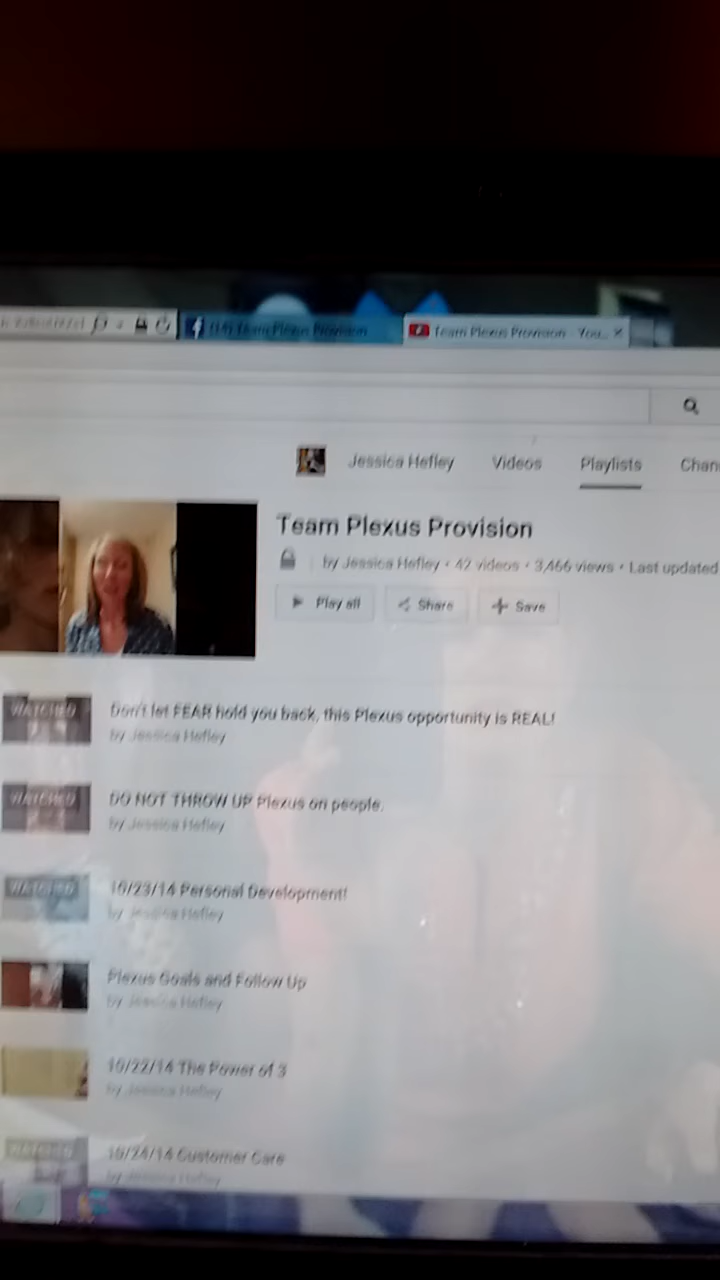 (14) Team Plexus Provision
Team Plexus Provision - You...
Jessica Hefley Videos Playlists Chan
Team Plexus Provision
by Jessica Hefley • 42 videos • 3,466 views • Last updated
Play all Share Save
WATCHED
Don't let FEAR hold you back, this Plexus opportunity is REAL!
by Jessica Hefley
WATCHED
DO NOT THROW UP Plexus on people.
by Jessica Hefley
WATCHED
10/23/14 Personal Development!
by Jessica Hefley
Plexus Goals and Follow Up
by Jessica Hefley
10/22/14 The Power of 3
by Jessica Hefley
WATCHED
10/24/14 Customer Care
by Jessica Hefley